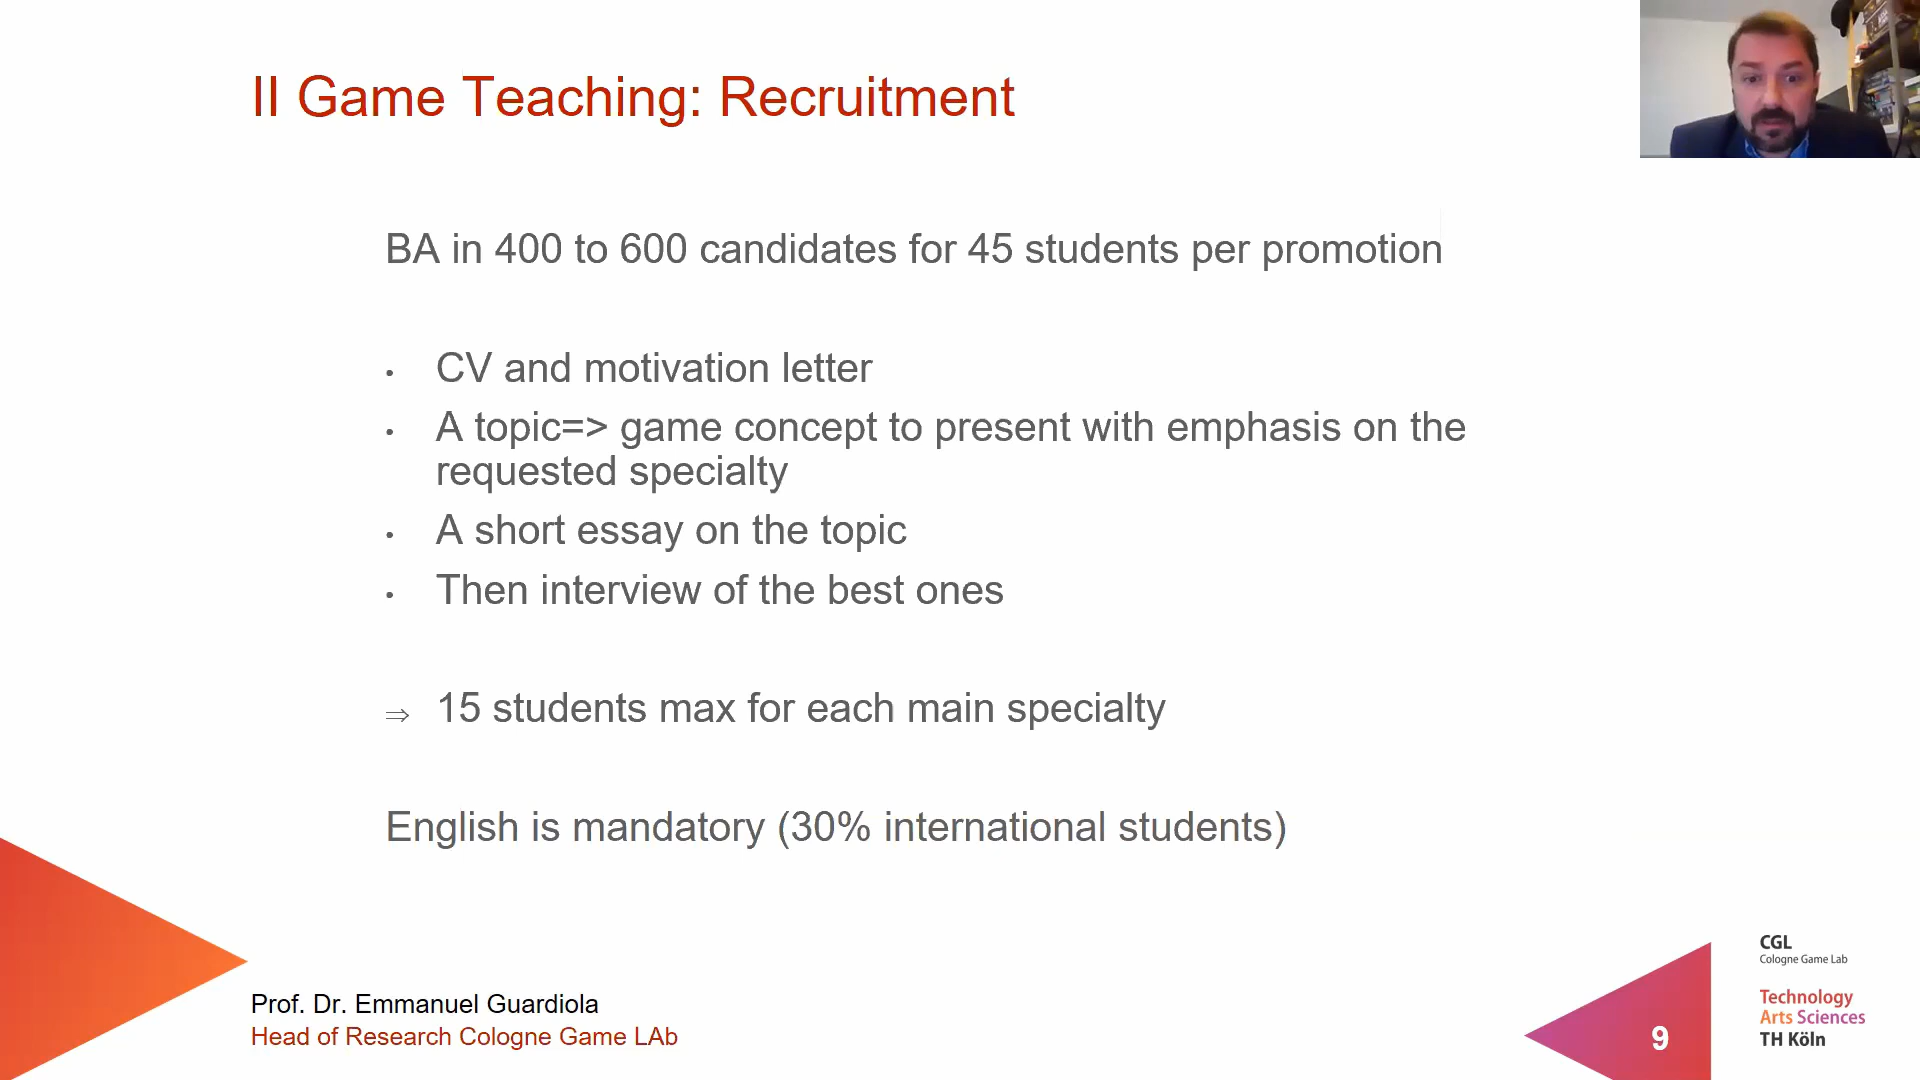 II Game Teaching: Recruitment
BA in 400 to 600 candidates for 45 students per promotion
• CV and motivation letter
• A topic=> game concept to present with emphasis on the
requested specialty
• A short essay on the topic
• Then interview of the best ones
⇒ 15 students max for each main specialty
English is mandatory (30% international students)
Prof. Dr. Emmanuel Guardiola
Head of Research Cologne Game LAb
9
CGL
Cologne Game Lab
Technology
Arts Sciences
TH Köln